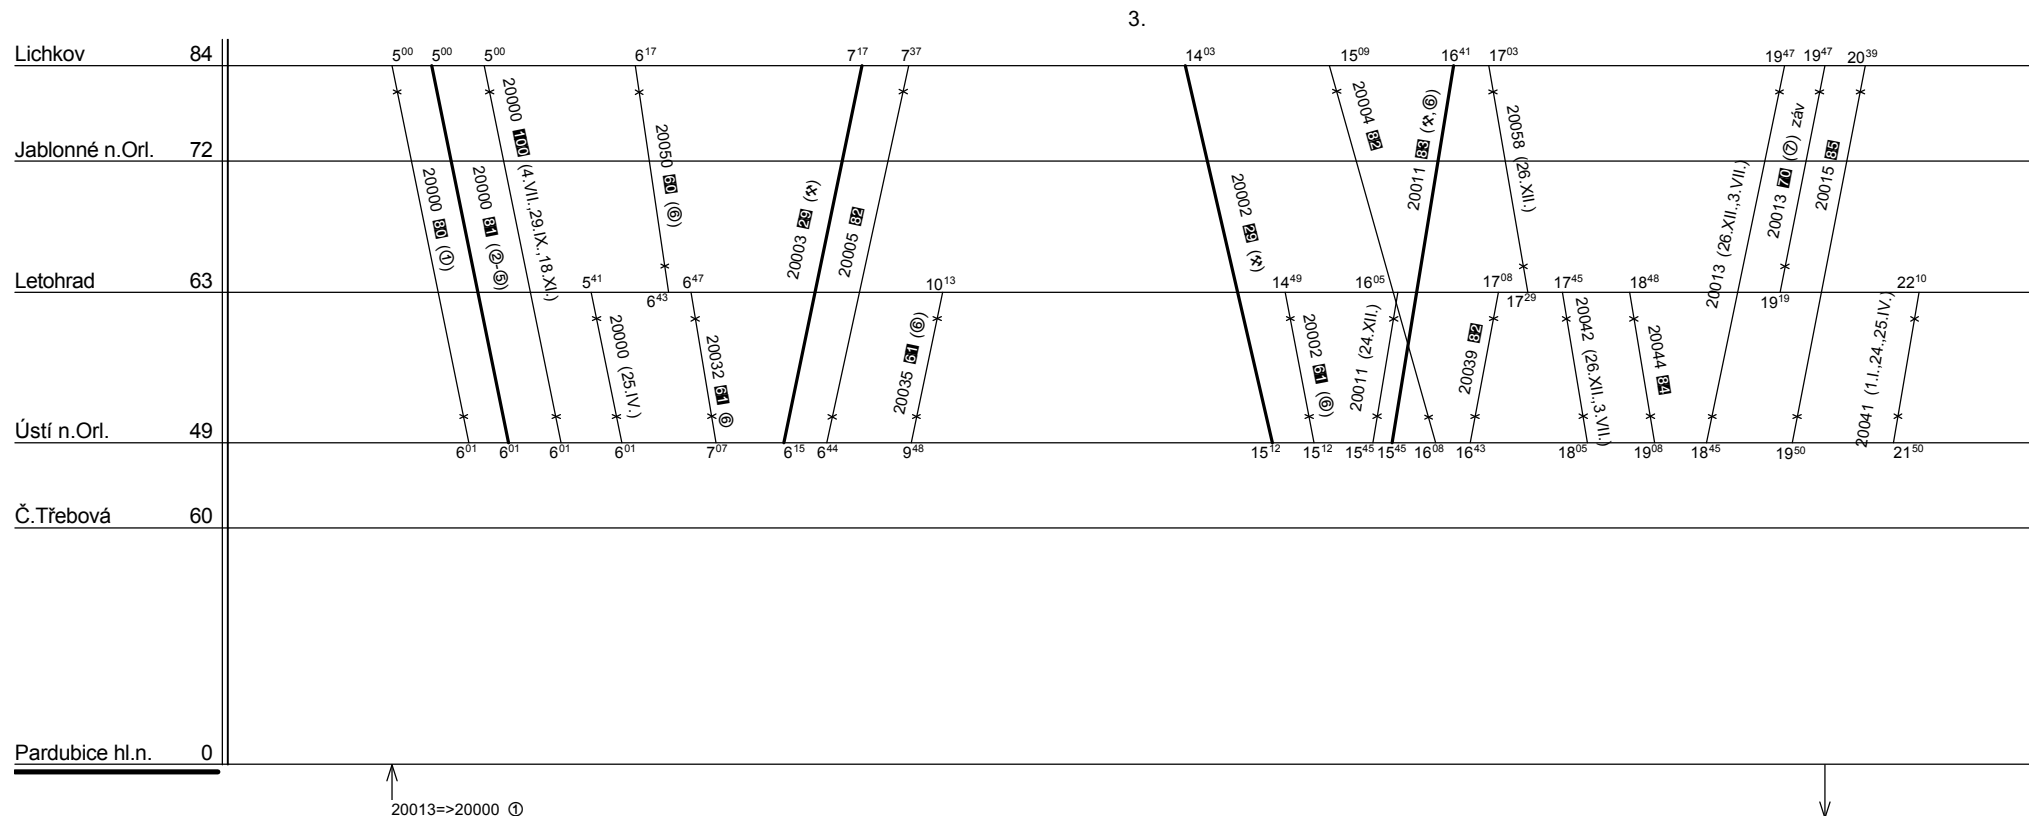 3.
Lichkov 84
5⁰⁰ 5⁰⁰ 5⁰⁰ 6¹⁷ 7¹⁷ 7³⁷ 14⁰³ 15⁰⁹ 16⁴¹ 17⁰³ 19⁴⁷ 19⁴⁷ 20³⁹
Jablonné n.Orl. 72
20000 80 (①)
20000 81 (②-⑤)
20000 100 (4.VII.,29.IX.,18.XI.)
20050 60 (⑥)
20003 29 (⚒)
20005 82
20002 29 (⚒)
20004 82
20011 83 (⚒,⑥)
20058 (26.XII.)
20013 (26.XII.,3.VII.)
20013 70 (⑦) záv
20015 85
Letohrad 63
5⁴¹ 6⁴³ 6⁴⁷ 10¹³ 14⁴⁹ 16⁰⁵ 17⁰⁸ 17²⁹ 17⁴⁵ 18⁴⁸ 19¹⁹ 22¹⁰
20000 (25.IV.)
20032 61 ⑥
20035 61 (⑥)
20002 61 (⑥)
20011 (24.XII.)
20039 82
20042 (26.XII.,3.VII.)
20044 84
20041 (1.I.,24.,25.IV.)
Ústí n.Orl. 49
6⁰¹ 6⁰¹ 6⁰¹ 6⁰¹ 7⁰⁷ 6¹⁵ 6⁴⁴ 9⁴⁸ 15¹² 15¹² 15⁴⁵ 15⁴⁵ 16⁰⁸ 16⁴³ 18⁰⁵ 19⁰⁸ 18⁴⁵ 19⁵⁰ 21⁵⁰
Č.Třebová 60
Pardubice hl.n. 0
20013=>20000 ①